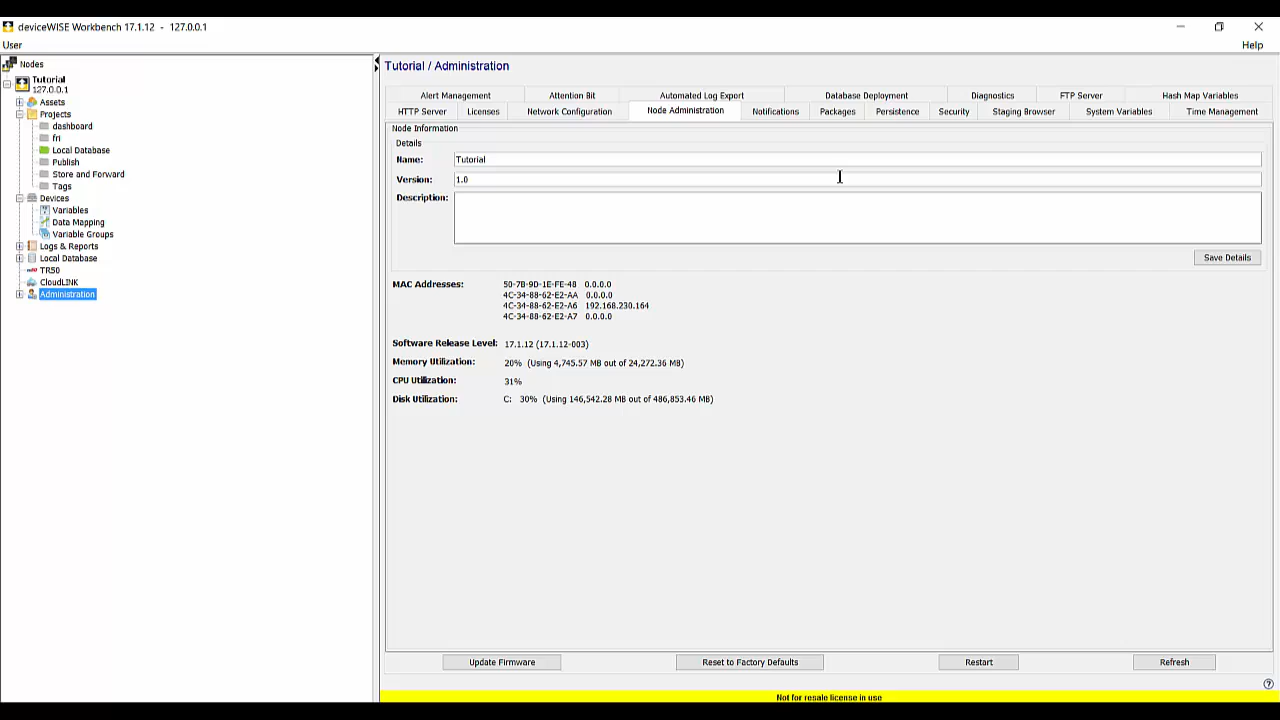 deviceWISE Workbench 17.1.12 - 127.0.0.1
User
Help
Nodes
Tutorial
127.0.0.1
Assets
Projects
dashboard
fri
Local Database
Publish
Store and Forward
Tags
Devices
Variables
Data Mapping
Variable Groups
Logs & Reports
Local Database
TR50
CloudLINK
Administration
Tutorial / Administration
Alert Management
Attention Bit
Automated Log Export
Database Deployment
Diagnostics
FTP Server
Hash Map Variables
HTTP Server
Licenses
Network Configuration
Node Administration
Notifications
Packages
Persistence
Security
Staging Browser
System Variables
Time Management
Node Information
Details
Name: Tutorial
Version: 1.0
Description:
Save Details
MAC Addresses: 50-7B-9D-1E-FE-48 0.0.0.0
4C-34-88-62-E2-AA 0.0.0.0
4C-34-88-62-E2-A6 192.168.230.164
4C-34-88-62-E2-A7 0.0.0.0
Software Release Level: 17.1.12 (17.1.12-003)
Memory Utilization: 20% (Using 4,745.57 MB out of 24,272.36 MB)
CPU Utilization: 31%
Disk Utilization: C: 30% (Using 146,542.28 MB out of 486,853.46 MB)
Update Firmware
Reset to Factory Defaults
Restart
Refresh
Not for resale license in use